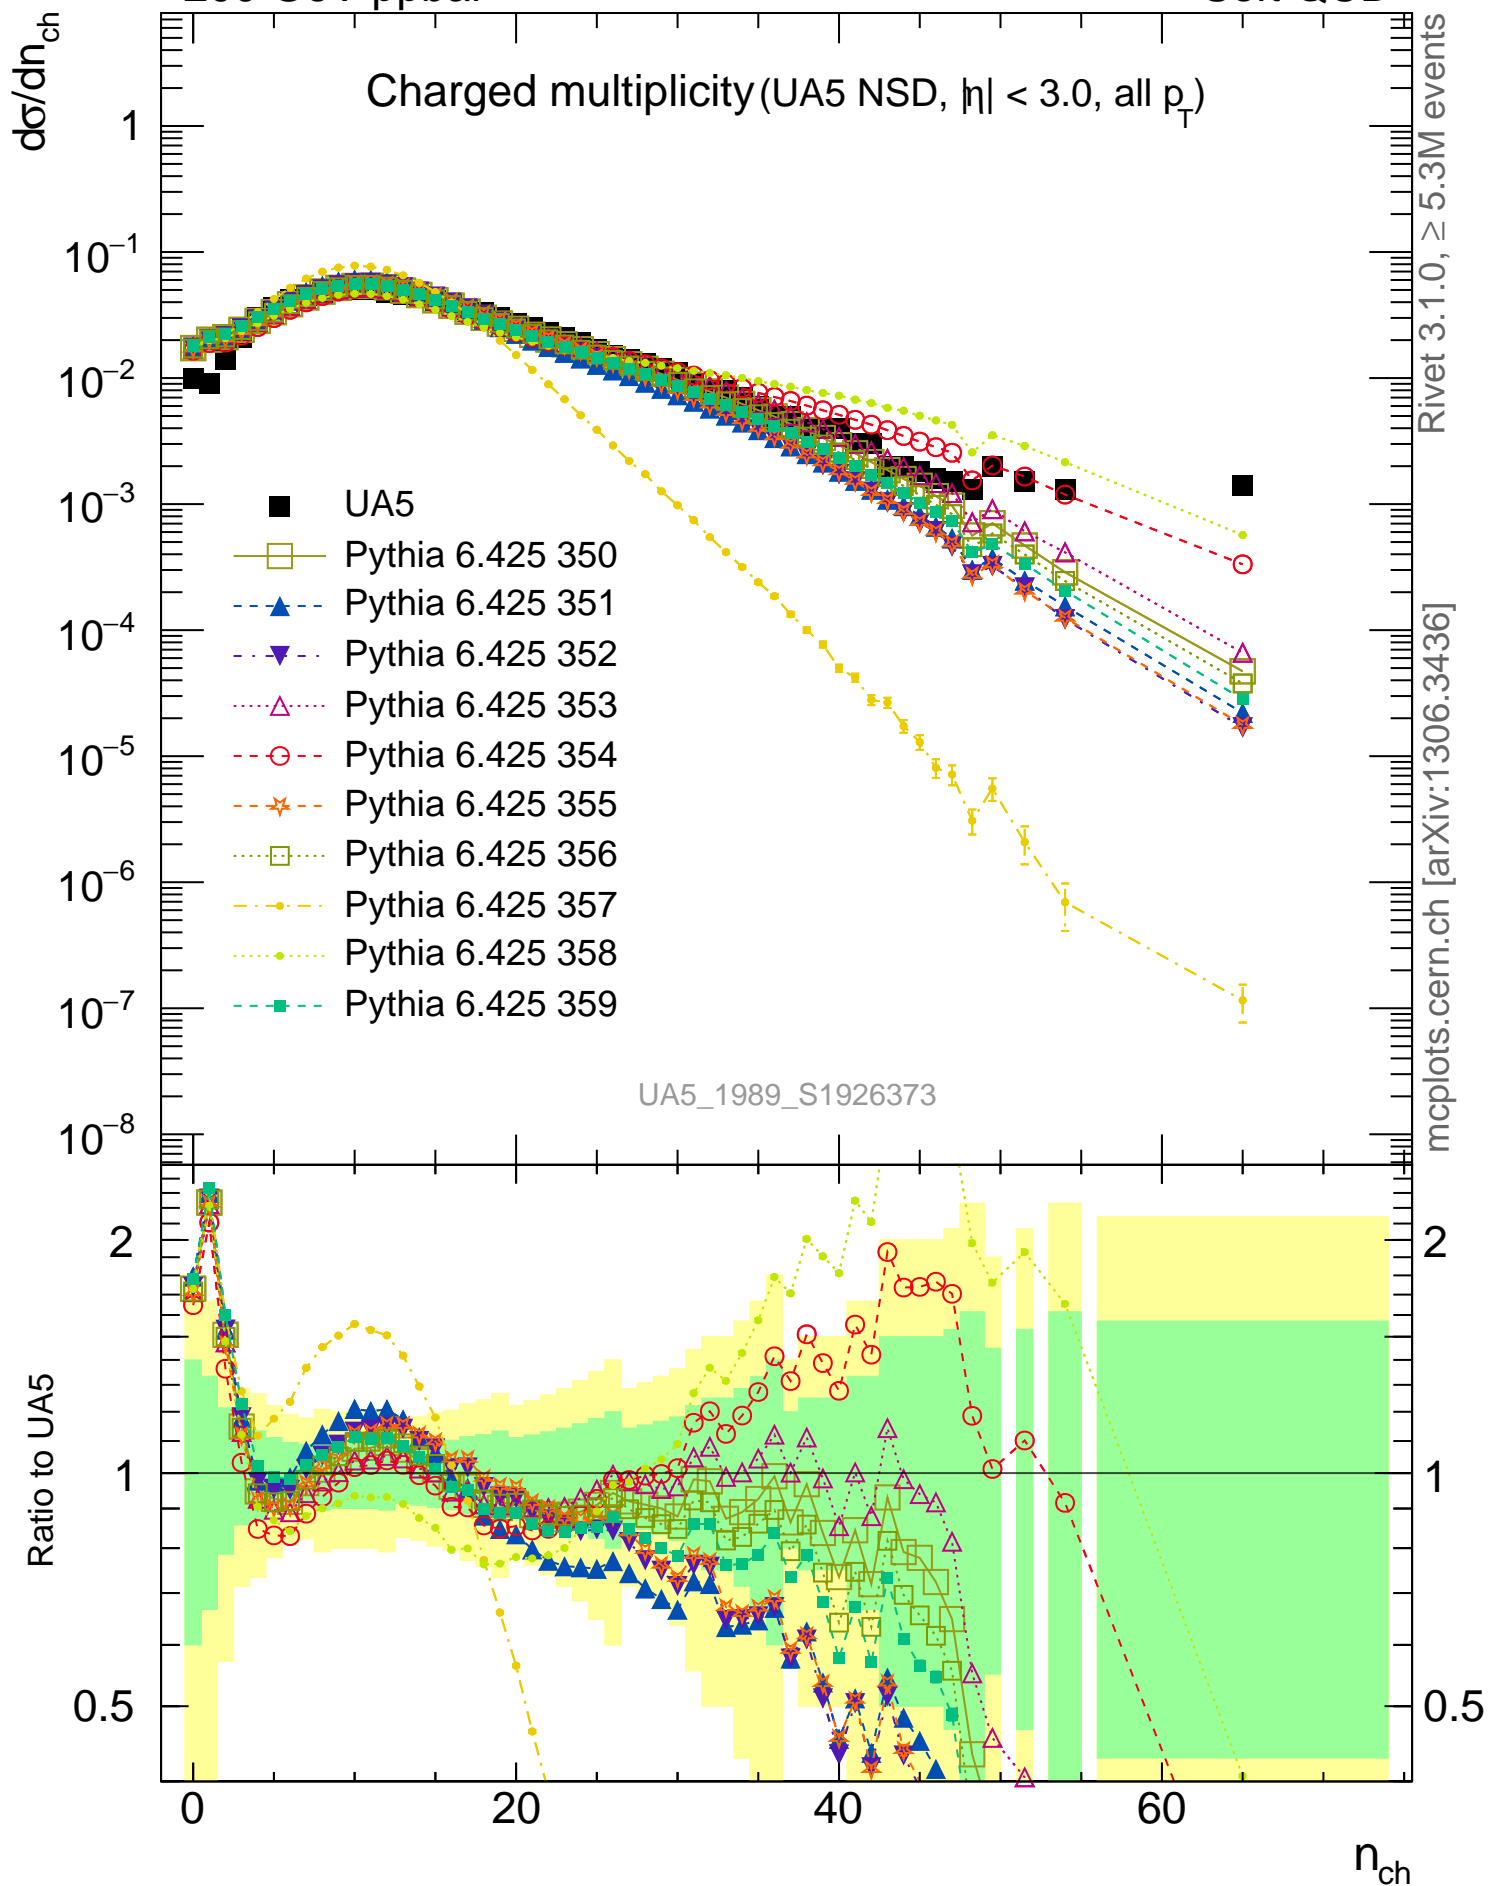 dσ/dn_ch
Charged multiplicity (UA5 NSD, |η| < 3.0, all p_T)
1
10⁻¹
10⁻²
10⁻³
10⁻⁴
10⁻⁵
10⁻⁶
10⁻⁷
10⁻⁸
UA5
Pythia 6.425 350
Pythia 6.425 351
Pythia 6.425 352
Pythia 6.425 353
Pythia 6.425 354
Pythia 6.425 355
Pythia 6.425 356
Pythia 6.425 357
Pythia 6.425 358
Pythia 6.425 359
UA5_1989_S1926373
Rivet 3.1.0, ≥ 5.3M events
mcplots.cern.ch [arXiv:1306.3436]
Ratio to UA5
2
1
0.5
2
1
0.5
0 20 40 60
n_ch